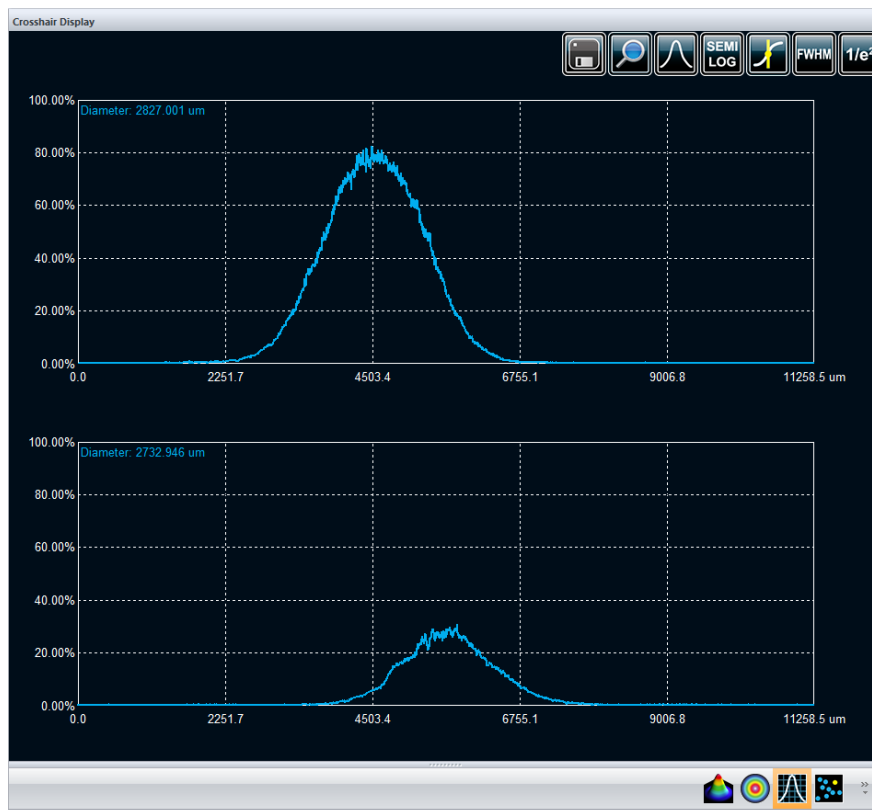 Crosshair Display
SEMI LOG FWHM 1/e²
100.00%
Diameter: 2827.001 um
80.00%
60.00%
40.00%
20.00%
0.00%
0.0 2251.7 4503.4 6755.1 9006.8 11258.5 um
100.00%
Diameter: 2732.946 um
80.00%
60.00%
40.00%
20.00%
0.00%
0.0 2251.7 4503.4 6755.1 9006.8 11258.5 um